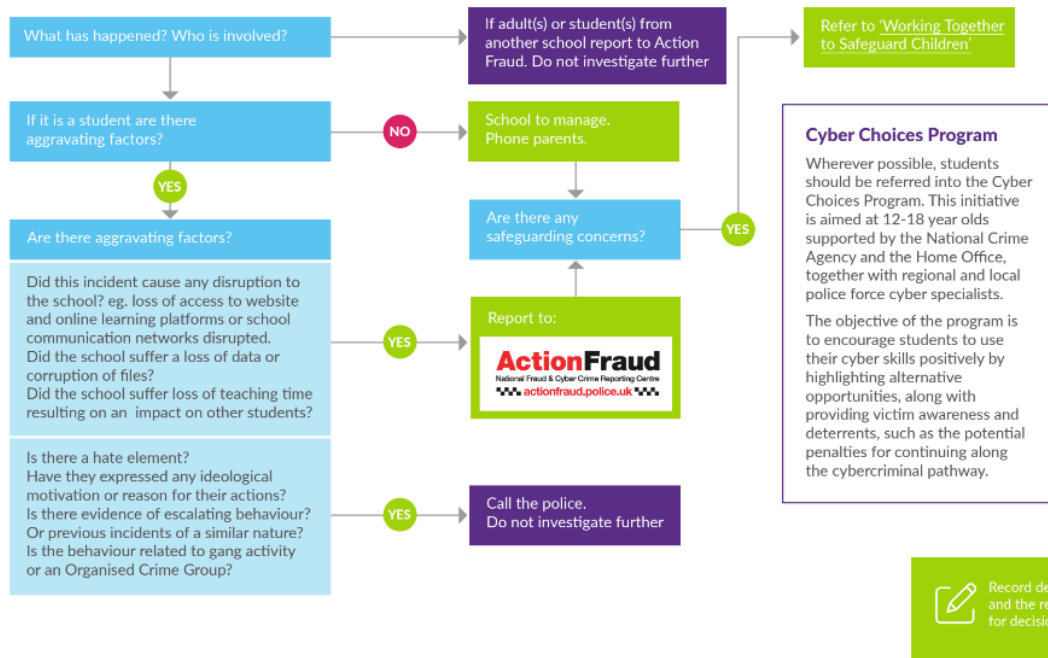 What has happened? Who is involved?
If adult(s) or student(s) from
another school report to Action
Fraud. Do not investigate further
Refer to ‘Working Together
to Safeguard Children’
If it is a student are there
aggravating factors?
NO
School to manage.
Phone parents.
YES
Are there any
safeguarding concerns?
YES
Are there aggravating factors?
Did this incident cause any disruption to
the school? eg. loss of access to website
and online learning platforms or school
communication networks disrupted.
Did the school suffer a loss of data or
corruption of files?
Did the school suffer loss of teaching time
resulting on an impact on other students?
YES
Report to:
ActionFraud
National Fraud & Cyber Crime Reporting Centre
actionfraud.police.uk
Is there a hate element?
Have they expressed any ideological
motivation or reason for their actions?
Is there evidence of escalating behaviour?
Or previous incidents of a similar nature?
Is the behaviour related to gang activity
or an Organised Crime Group?
YES
Call the police.
Do not investigate further
Cyber Choices Program
Wherever possible, students
should be referred into the Cyber
Choices Program. This initiative
is aimed at 12-18 year olds
supported by the National Crime
Agency and the Home Office,
together with regional and local
police force cyber specialists.
The objective of the program is
to encourage students to use
their cyber skills positively by
highlighting alternative
opportunities, along with
providing victim awareness and
deterrents, such as the potential
penalties for continuing along
the cybercriminal pathway.
Record
and the
for